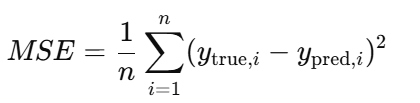 MSE = \frac{1}{n} \sum_{i=1}^{n} (y_{\text{true},i} - y_{\text{pred},i})^2